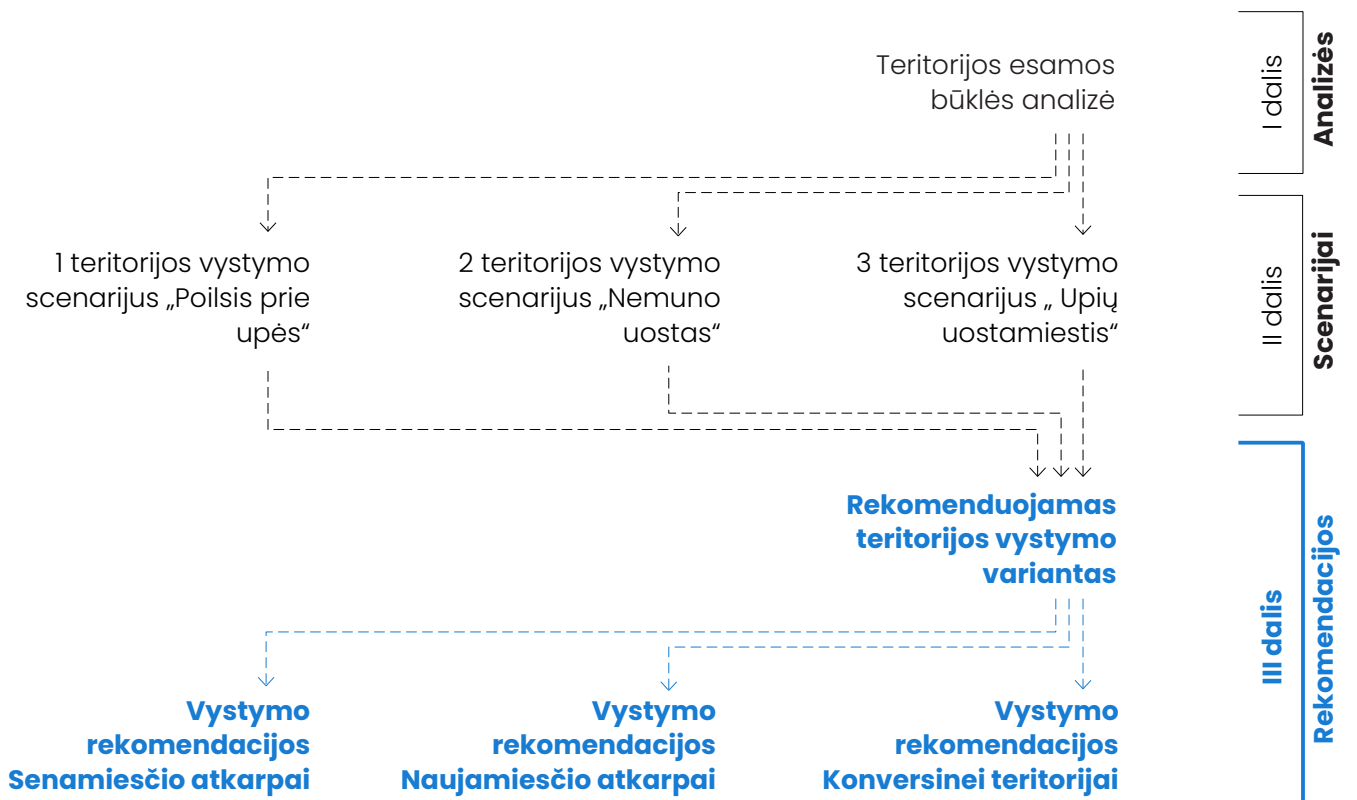 Teritorijos esamos
būklės analizė
I dalis
Analizės
1 teritorijos vystymo
scenarijus „Poilsis prie
upės“
2 teritorijos vystymo
scenarijus „Nemuno
uostas“
3 teritorijos vystymo
scenarijus „ Upių
uostamiestis“
II dalis
Scenarijai
Rekomenduojamas
teritorijos vystymo
variantas
Vystymo
rekomendacijos
Senamiesčio atkarpai
Vystymo
rekomendacijos
Naujamiesčio atkarpai
Vystymo
rekomendacijos
Konversinei teritorijai
III dalis
Rekomendacijos